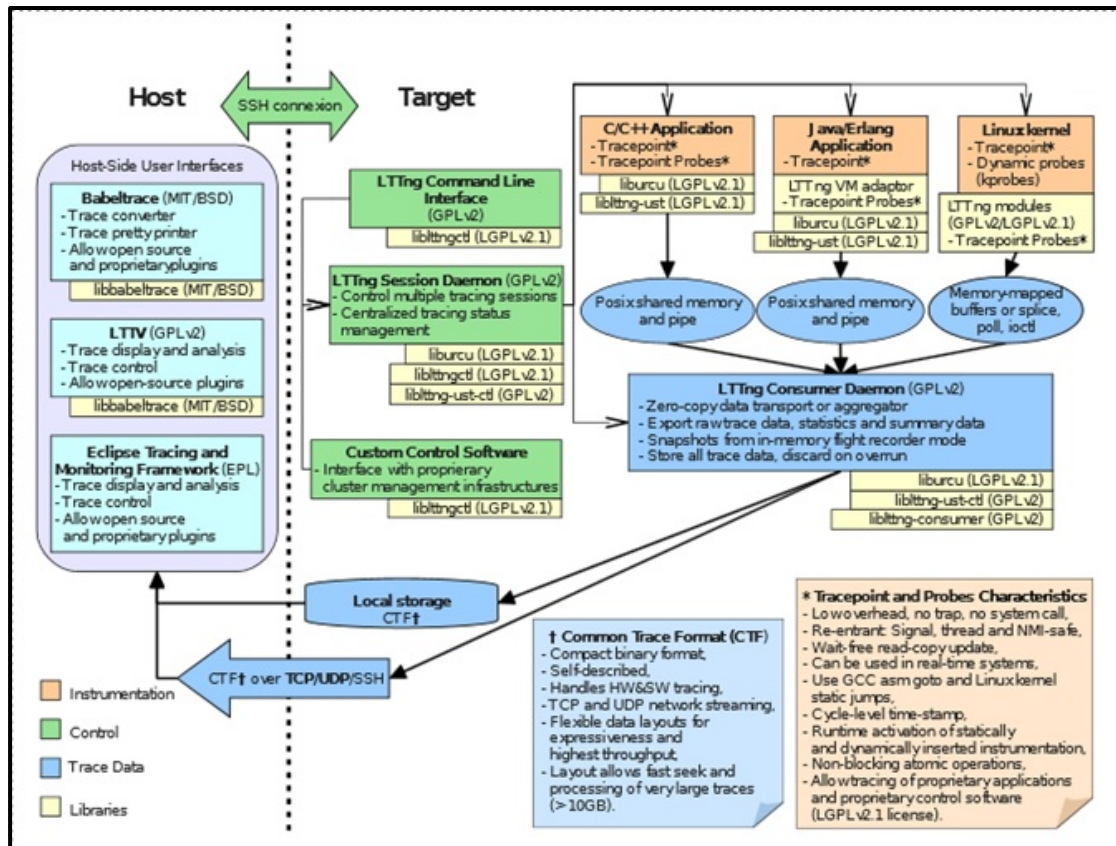 Host
SSH connexion
Target
Host-Side User Interfaces
Babeltrace (MIT/BSD)
- Trace converter
- Trace pretty printer
- Allow open source
and proprietary plugins
libbabeltrace (MIT/BSD)
LTTV (GPLv2)
- Trace display and analysis
- Trace control
- Allow open-source plugins
libbabeltrace (MIT/BSD)
Eclipse Tracing and
Monitoring Framework (EPL)
- Trace display and analysis
- Trace control
- Allow open source
and proprietary plugins
LTTng Command Line
Interface
(GPLv2)
liblttngctl (LGPLv2.1)
LTTng Session Daemon (GPLv2)
- Control multiple tracing sessions
- Centralized tracing status
management
liburcu (LGPLv2.1)
liblttngctl (LGPLv2.1)
liblttng-ust-ctl (GPLv2)
Custom Control Software
- Interface with proprierary
cluster management infrastructures
liblttngctl (LGPLv2.1)
C/C++ Application
- Tracepoint*
- Tracepoint Probes*
liburcu (LGPLv2.1)
liblttng-ust (LGPLv2.1)
Java/Erlang
Application
- Tracepoint*
LTTng VM adaptor
- Tracepoint Probes*
liburcu (LGPLv2.1)
liblttng-ust (LGPLv2.1)
Linux kernel
- Tracepoint*
- Dynamic probes
(kprobes)
LTTng modules
(GPLv2/LGPLv2.1)
- Tracepoint Probes*
Posix shared memory
and pipe
Posix shared memory
and pipe
Memory-mapped
buffers or splice,
poll, ioctl
LTTng Consumer Daemon (GPLv2)
- Zero-copy data transport or aggregator
- Export raw trace data, statistics and summary data
- Snapshots from in-memory flight recorder mode
- Store all trace data, discard on overrun
liburcu (LGPLv2.1)
liblttng-ust-ctl (GPLv2)
liblttng-consumer (GPLv2)
Local storage
CTF†
CTF† over TCP/UDP/SSH
Instrumentation
Control
Trace Data
Libraries
† Common Trace Format (CTF)
- Compact binary format,
- Self-described,
- Handles HW&SW tracing,
- TCP and UDP network streaming,
- Flexible data layouts for
expressiveness and
highest throughput,
- Layout allows fast seek and
processing of very large traces
(>10GB).
* Tracepoint and Probes Characteristics
- Low overhead, no trap, no system call,
- Re-entrant: Signal, thread and NMI-safe,
- Wait-free read-copy update,
- Can be used in real-time systems,
- Use GCC asm goto and Linux kernel
static jumps,
- Cycle-level time-stamp,
- Runtime activation of statically
and dynamically inserted instrumentation,
- Non-blocking atomic operations,
- Allow tracing of proprietary applications
and proprietary control software
(LGPLv2.1 license).